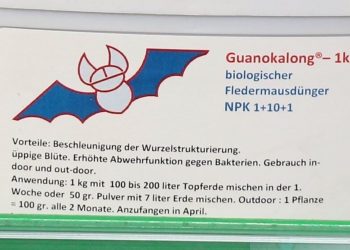 Guanokalong®– 1k
biologischer
Fledermausdünger
NPK 1+10+1
Vorteile: Beschleunigung der Wurzelstrukturierung.
üppige Blüte. Erhöhte Abwehrfunktion gegen Bakterien. Gebrauch in-
door und out-door.
Anwendung: 1 kg mit 100 bis 200 liter Topferde mischen in der 1.
Woche oder 50 gr. Pulver mit 7 liter Erde mischen. Outdoor : 1 Pflanze
= 100 gr. alle 2 Monate. Anzufangen in April.